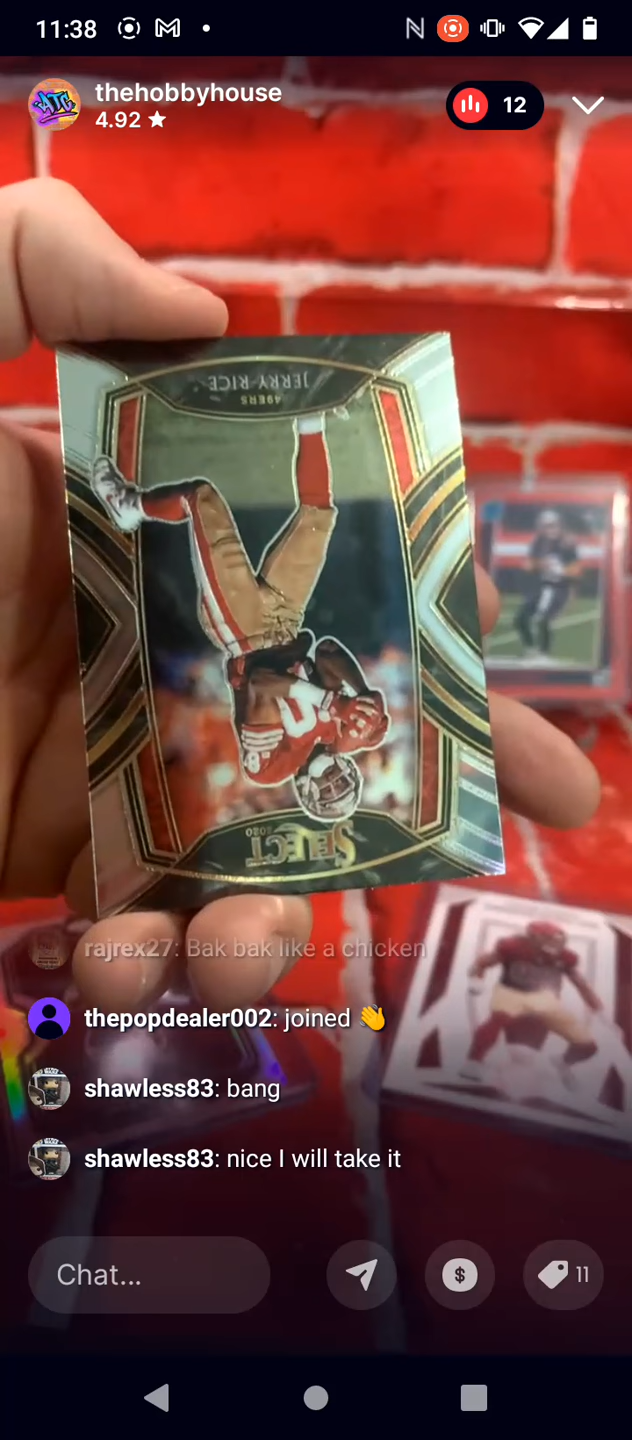 11:38
thehobbyhouse
4.92 ★
12
JERRY RICE
49ERS
SELECT
2020
rajrex27: Bak bak like a chicken
thepopdealer002: joined 👋
shawless83: bang
shawless83: nice I will take it
Chat...
$
11